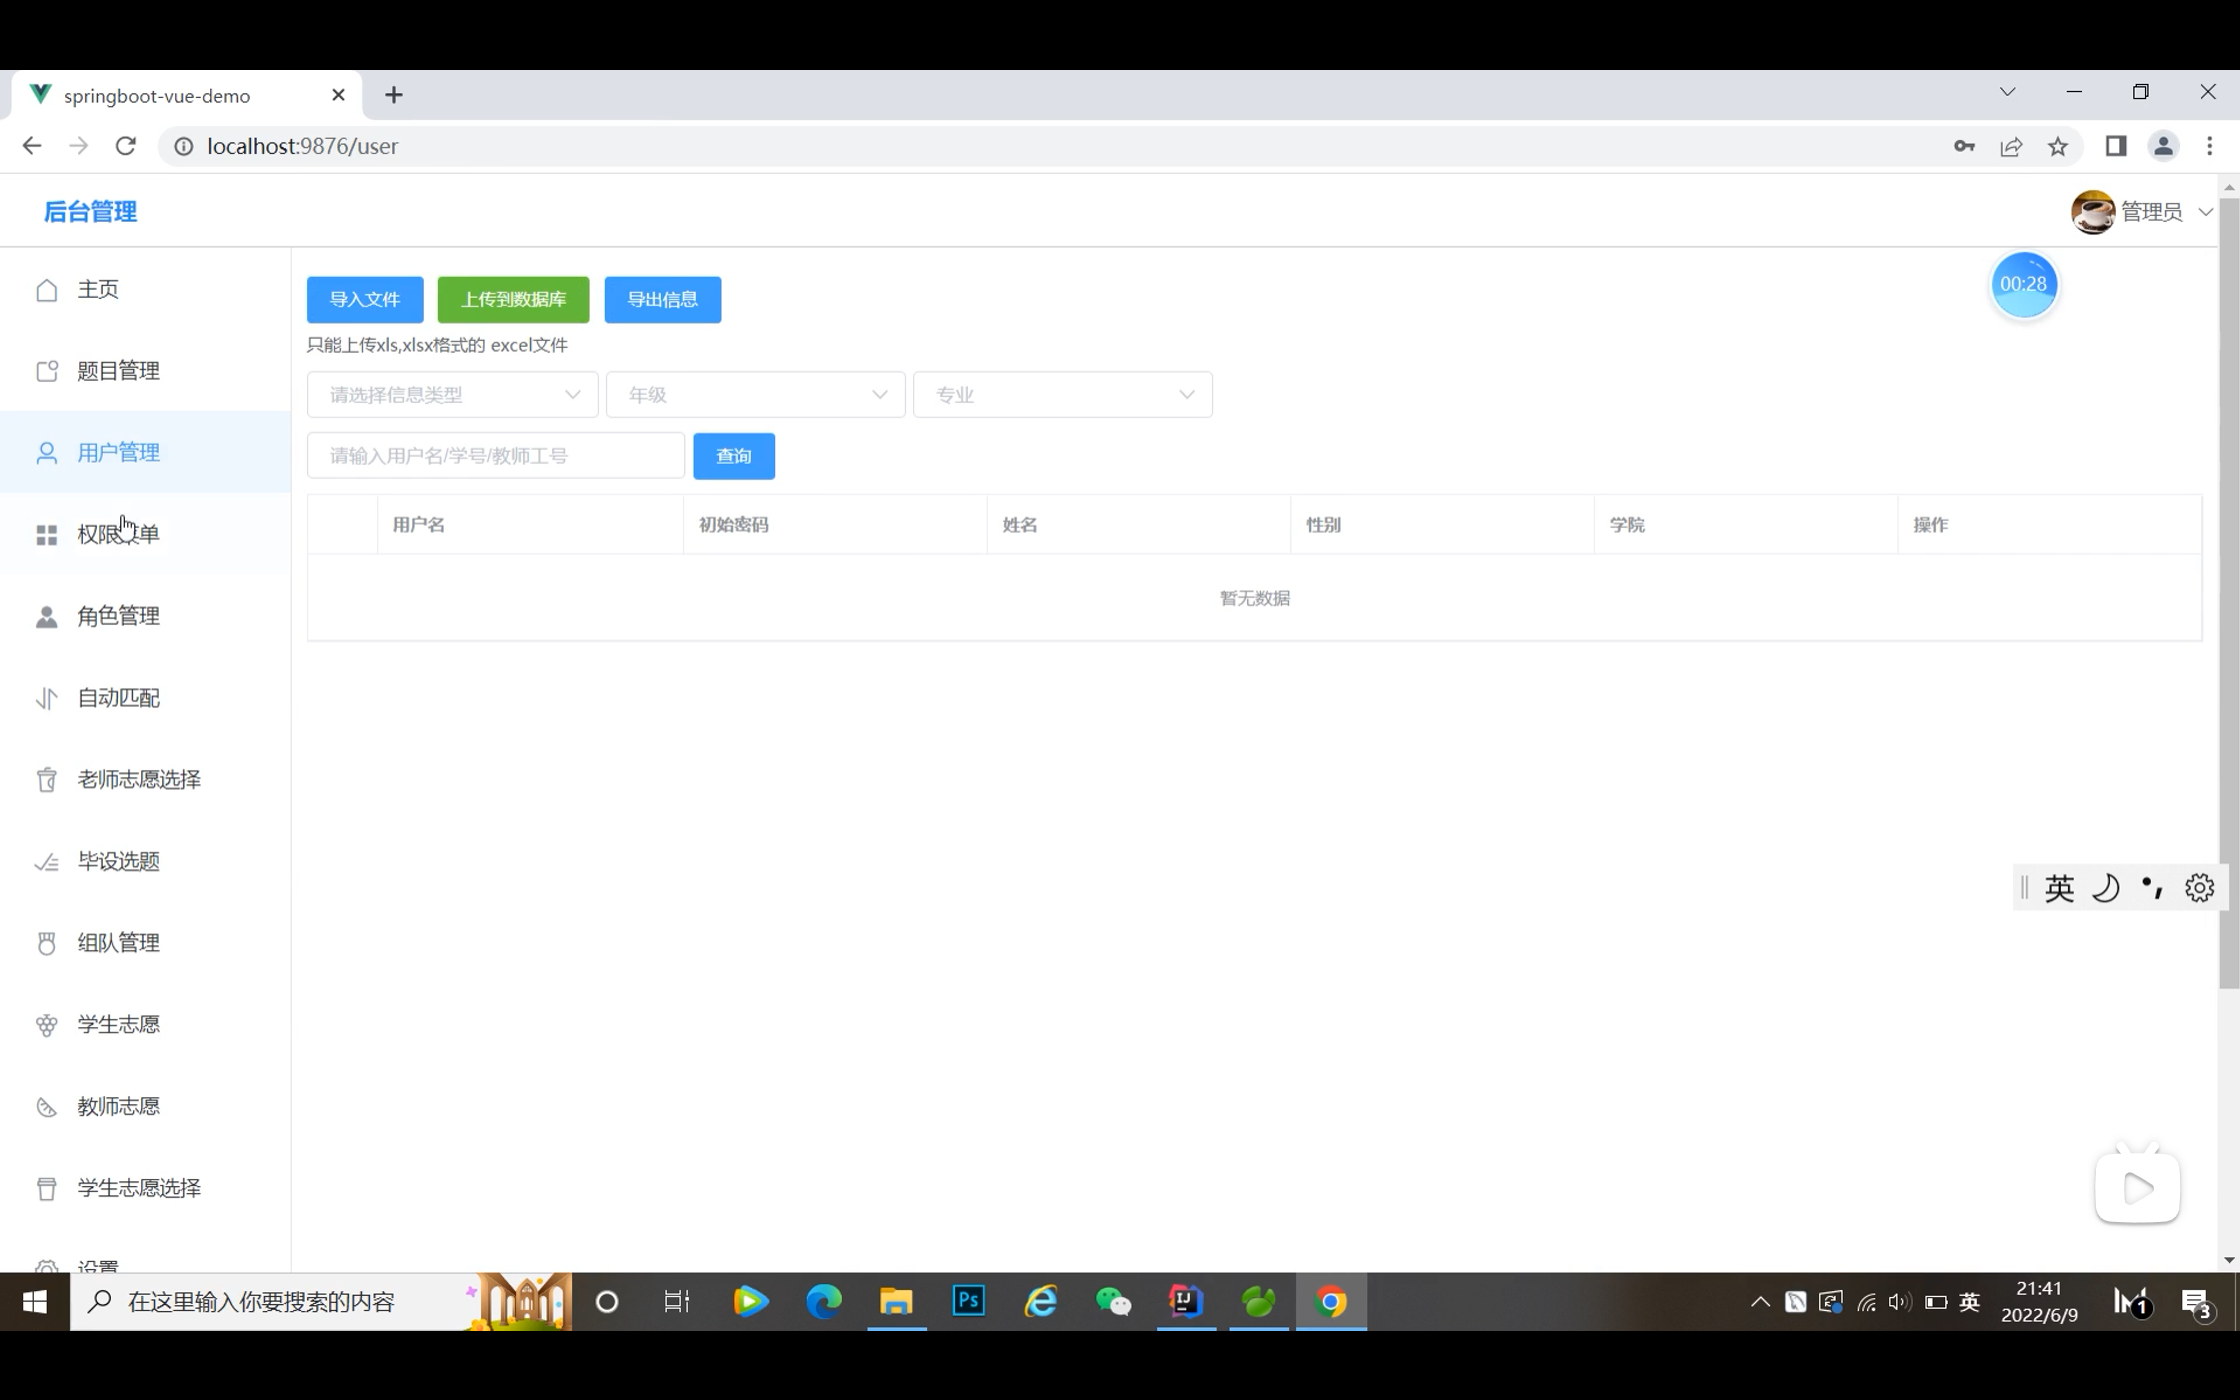 springboot-vue-demo
localhost:9876/user
后台管理
管理员
主页
题目管理
用户管理
权限菜单
角色管理
自动匹配
老师志愿选择
毕设选题
组队管理
学生志愿
教师志愿
学生志愿选择
设置
导入文件 上传到数据库 导出信息
00:28
只能上传xls,xlsx格式的 excel文件
请选择信息类型 年级 专业
请输入用户名/学号/教师工号 查询
用户名 初始密码 姓名 性别 学院 操作
暂无数据
英
在这里输入你要搜索的内容
Ps
IJ
英
21:41
2022/6/9
1
3